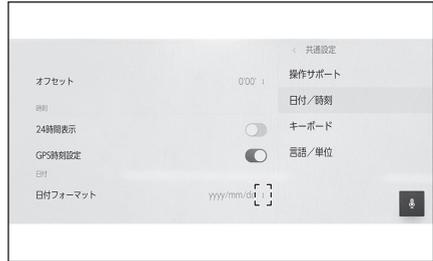 オフセット 0'00'
時刻
24時間表示
GPS時刻設定
日付
日付フォーマット yyyy/mm/dd
< 共通設定
操作サポート
日付／時刻
キーボード
言語／単位